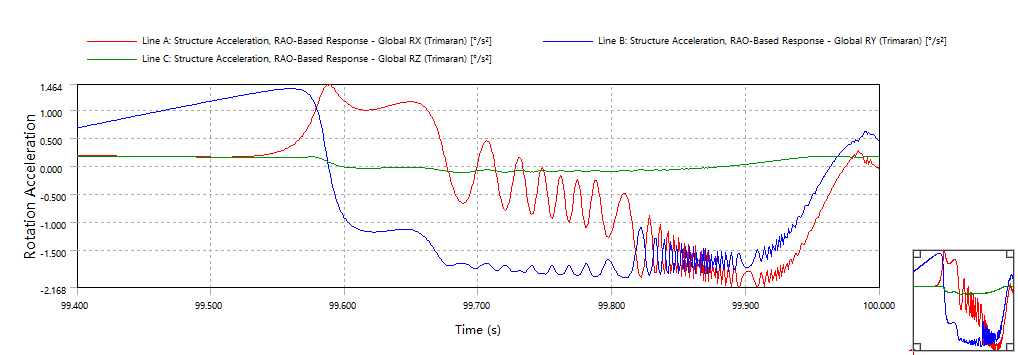 Line A: Structure Acceleration, RAO-Based Response - Global RX (Trimaran) [°/s²]
Line B: Structure Acceleration, RAO-Based Response - Global RY (Trimaran) [°/s²]
Line C: Structure Acceleration, RAO-Based Response - Global RZ (Trimaran) [°/s²]
Rotation Acceleration
1.464
1.000
0.500
0.000
-0.500
-1.000
-1.500
-2.168
99.400 99.500 99.600 99.700 99.800 99.900 100.000
Time (s)